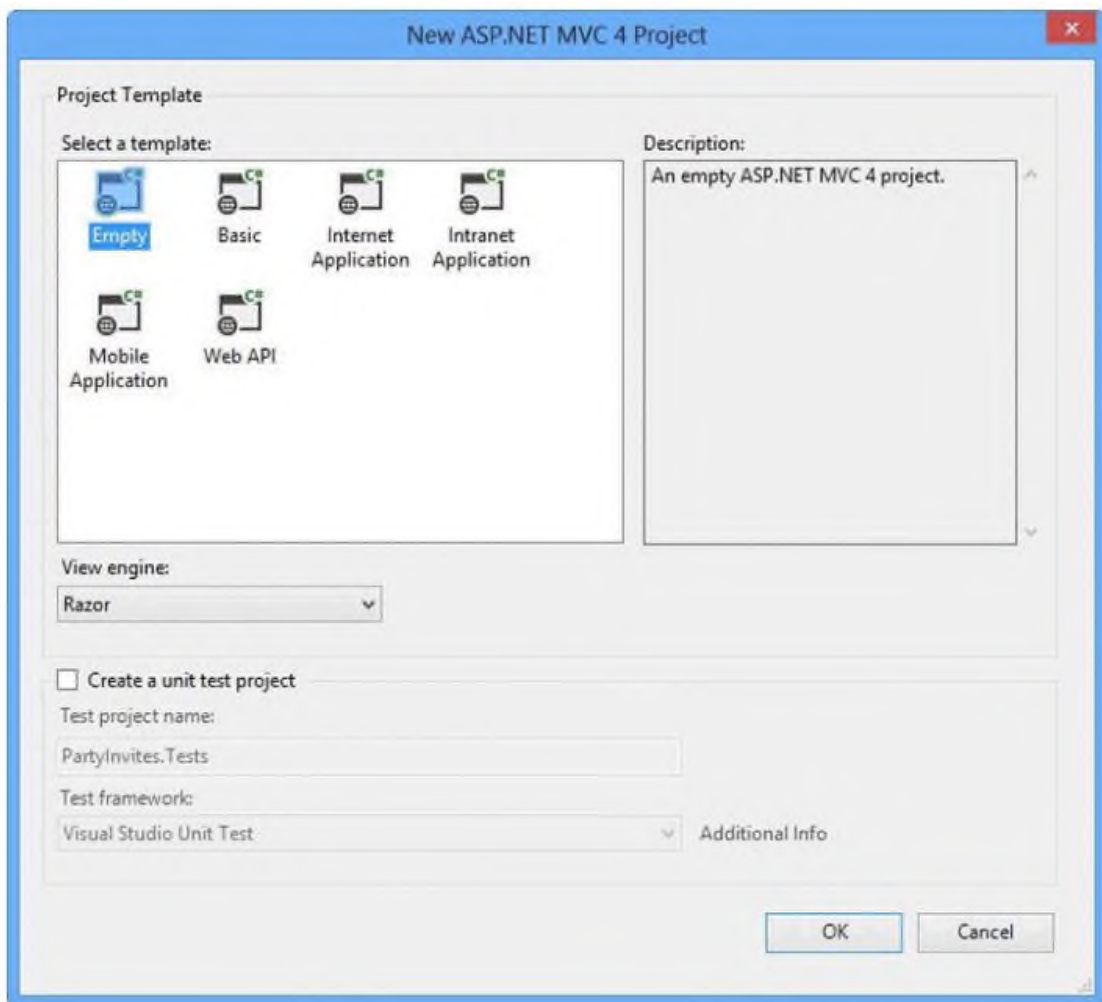 New ASP.NET MVC 4 Project
Project Template
Select a template:
Description:
C# C# C# C#
Empty Basic Internet Application Intranet Application
C# C#
Mobile Application Web API
An empty ASP.NET MVC 4 project.
View engine:
Razor
Create a unit test project
Test project name:
PartyInvites.Tests
Test framework:
Visual Studio Unit Test
Additional Info
OK
Cancel